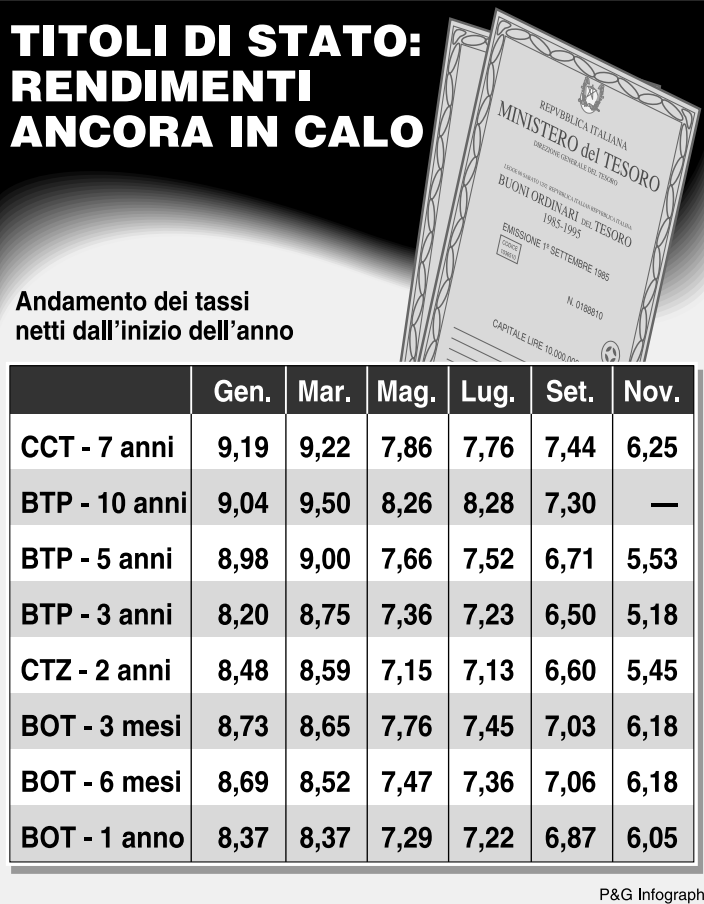 TITOLI DI STATO:
RENDIMENTI
ANCORA IN CALO
REPVBBLICA ITALIANA
MINISTERO del TESORO
DIREZIONE GENERALE DEL TESORO
BUONI ORDINARI DEL TESORO
1985-1995
EMISSIONE 1º SETTEMBRE 1985
CODICE
N. 0188810
CAPITALE LIRE 10.000.000
Andamento dei tassi
netti dall'inizio dell'anno
Gen. Mar. Mag. Lug. Set. Nov.
CCT - 7 anni 9,19 9,22 7,86 7,76 7,44 6,25
BTP - 10 anni 9,04 9,50 8,26 8,28 7,30 —
BTP - 5 anni 8,98 9,00 7,66 7,52 6,71 5,53
BTP - 3 anni 8,20 8,75 7,36 7,23 6,50 5,18
CTZ - 2 anni 8,48 8,59 7,15 7,13 6,60 5,45
BOT - 3 mesi 8,73 8,65 7,76 7,45 7,03 6,18
BOT - 6 mesi 8,69 8,52 7,47 7,36 7,06 6,18
BOT - 1 anno 8,37 8,37 7,29 7,22 6,87 6,05
P&G Infograph